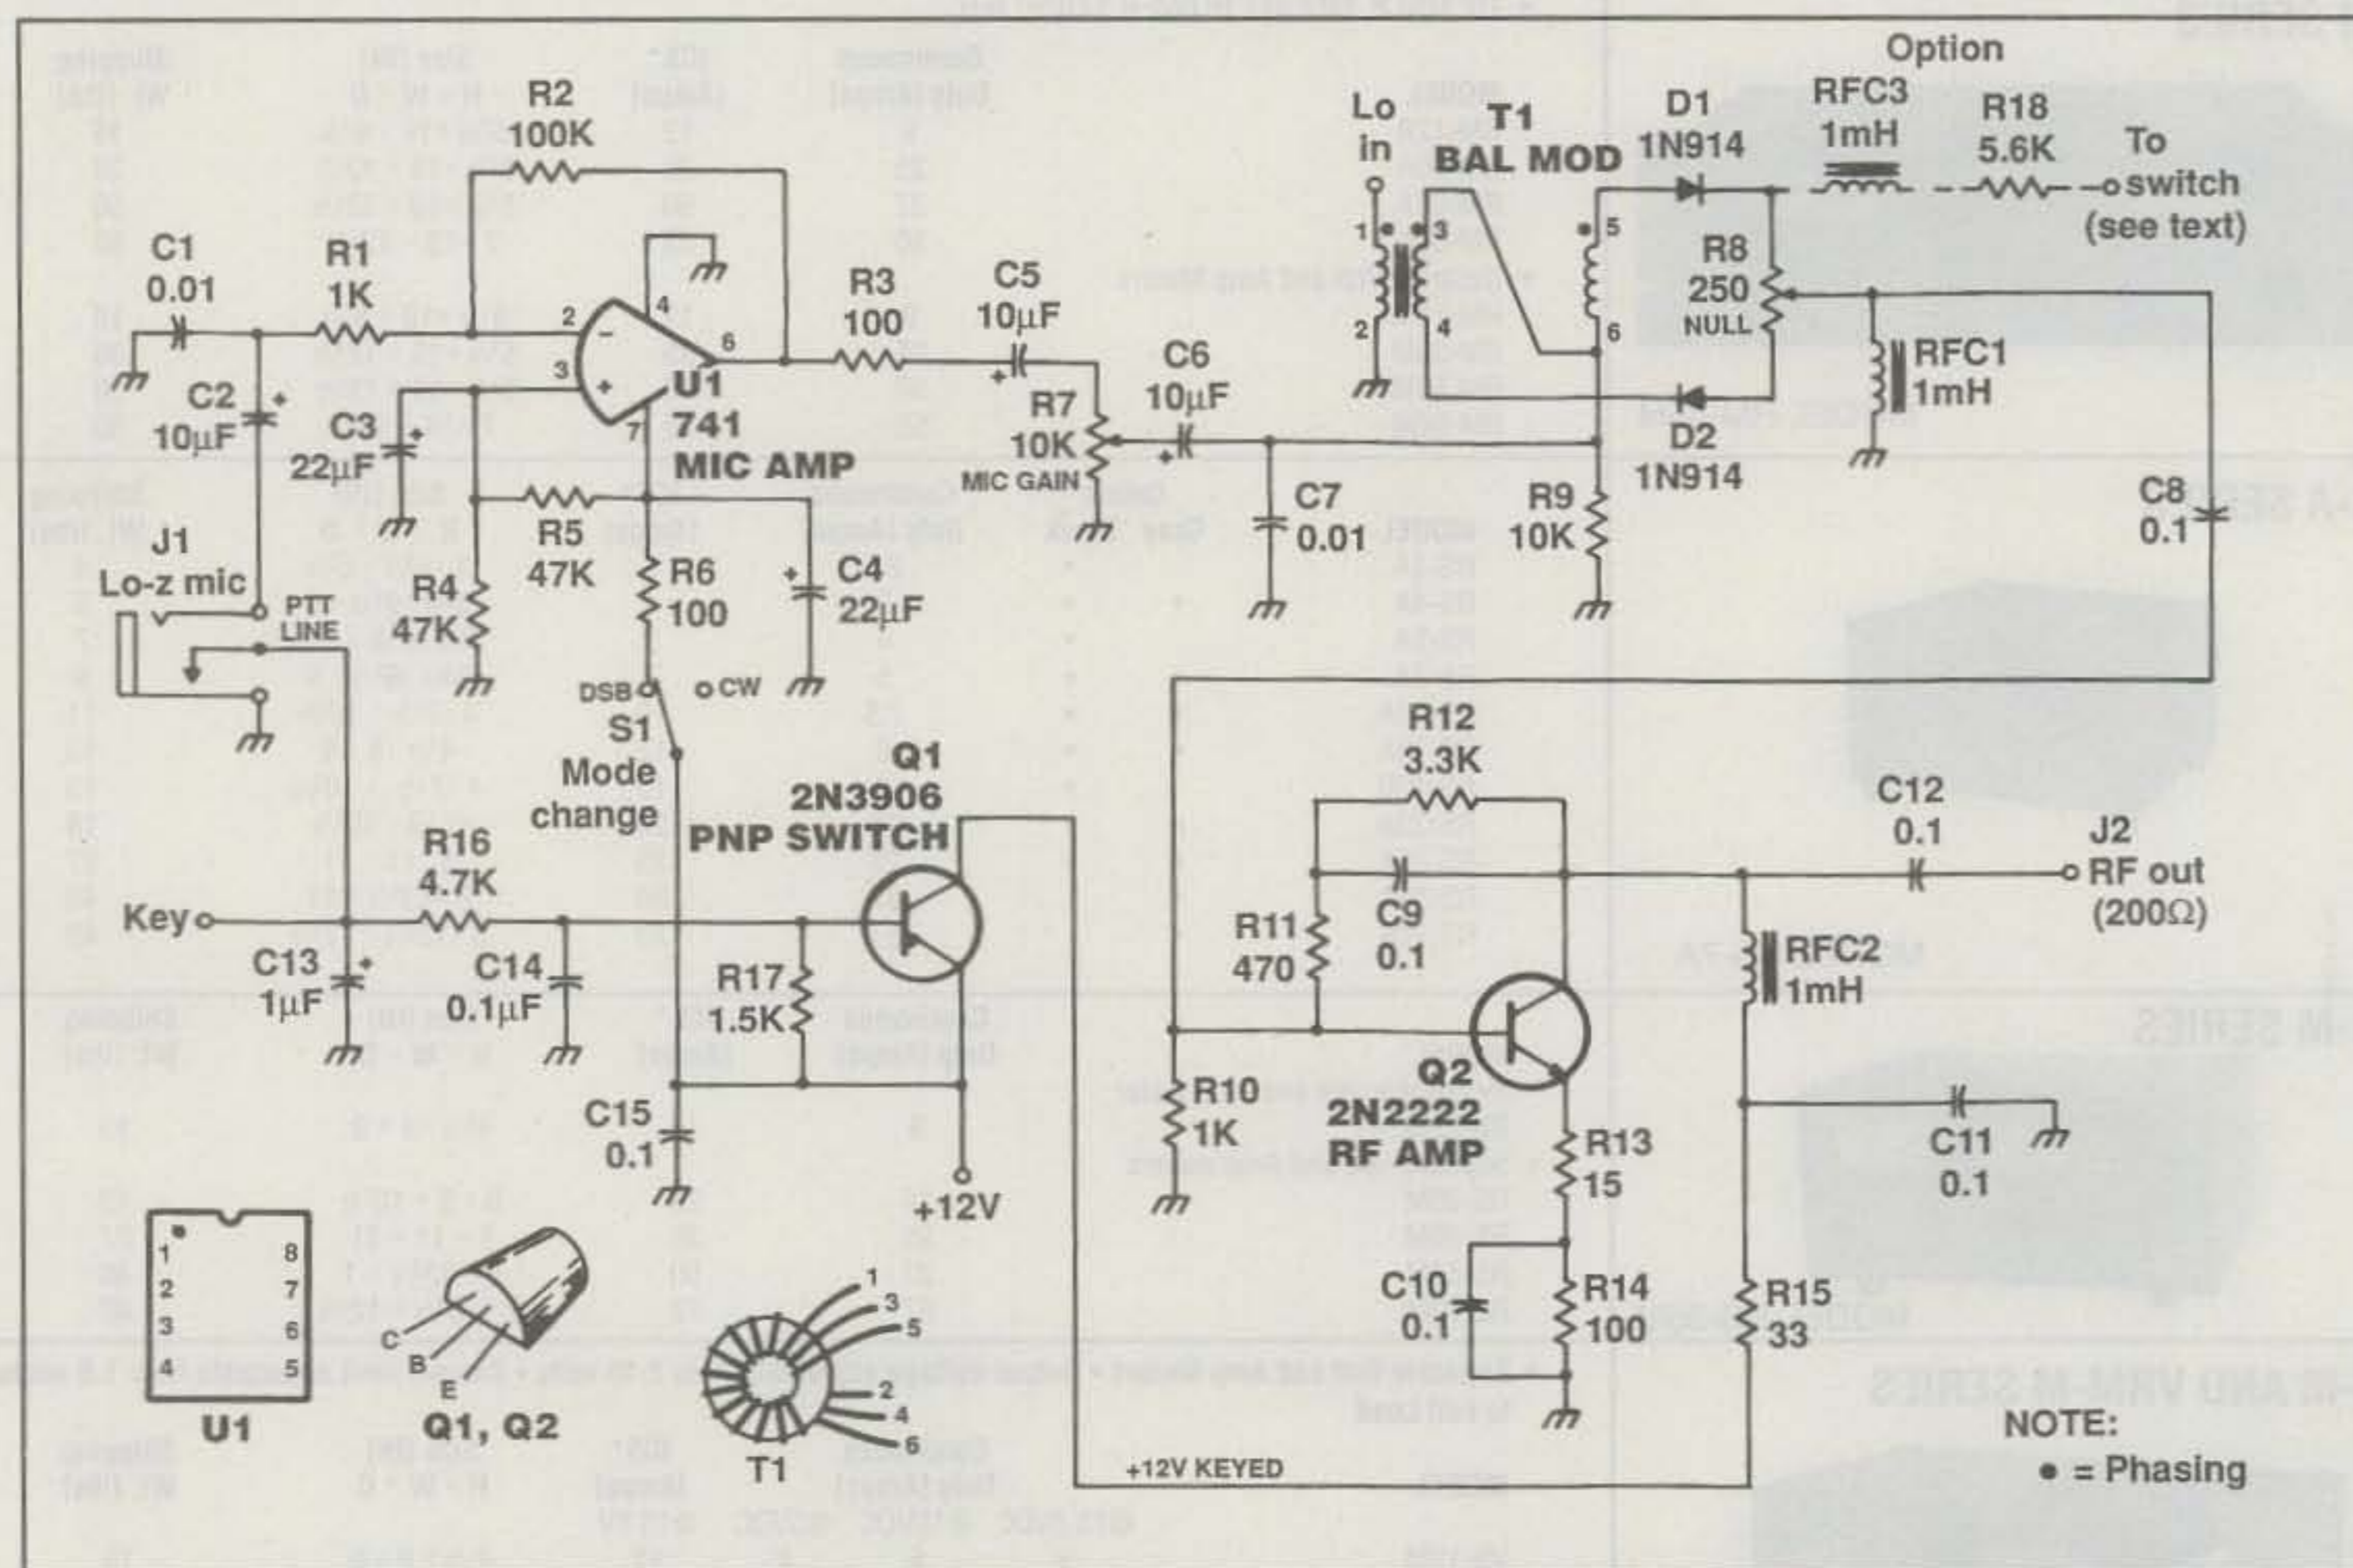 Option
R2
100K
Lo
in
T1
BAL MOD
D1
1N914
RFC3
1mH
R18
5.6K
To
switch
(see text)
C1
0.01
R1
1K
2
3
4
6
7
-
+
U1
741
MIC AMP
R3
100
C5
10µF
+
1
2
3
4
5
6
R8
250
NULL
RFC1
1mH
C2
10µF
+
C3
22µF
+
R7
10K
MIC GAIN
C6
10µF
+
D2
1N914
C7
0.01
R9
10K
C8
0.1
J1
Lo-z mic
PTT
LINE
R4
47K
R5
47K
R6
100
C4
22µF
+
DSB
CW
S1
Mode
change
Q1
2N3906
PNP SWITCH
R12
3.3K
C12
0.1
J2
RF out
(200Ω)
R16
4.7K
Key
C13
1µF
+
C14
0.1µF
R17
1.5K
R11
470
C9
0.1
RFC2
1mH
Q2
2N2222
RF AMP
R10
1K
C15
0.1
+12V
R13
15
C11
0.1
C10
0.1
R14
100
R15
33
1 8
2 7
3 6
4 5
U1
C
B
E
Q1, Q2
1
3
5
2
4
6
T1
+12V KEYED
NOTE:
• = Phasing